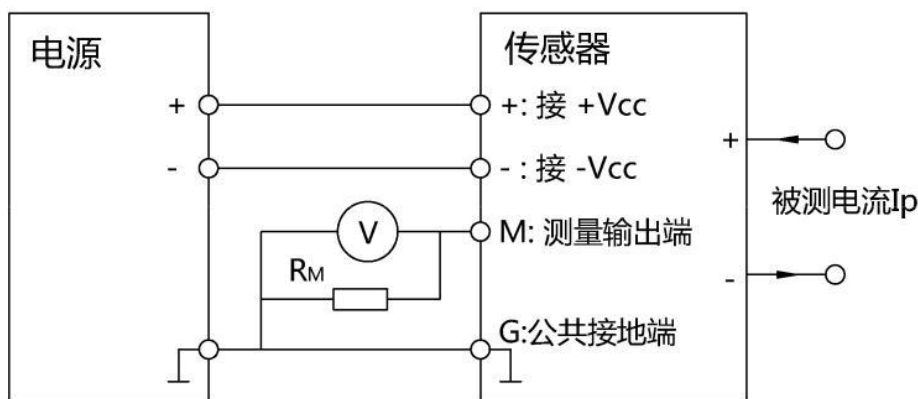 电源
传感器
+
+: 接 +Vcc
+
-
- : 接 -Vcc
被测电流Ip
V
M: 测量输出端
RM
-
G:公共接地端